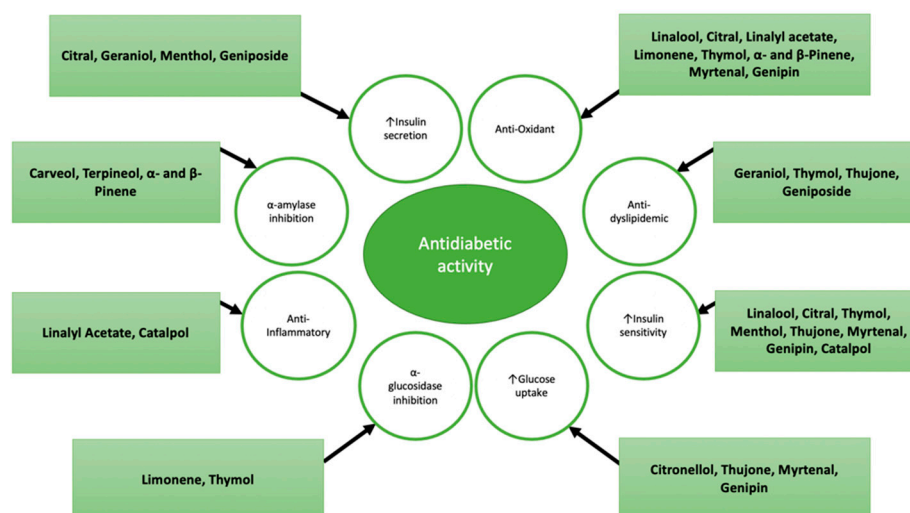 Citral, Geraniol, Menthol, Geniposide
Linalool, Citral, Linalyl acetate,
Limonene, Thymol, α- and β-Pinene,
Myrtenal, Genipin
↑Insulin
secretion
Anti-Oxidant
Carveol, Terpineol, α- and β-
Pinene
α-amylase
inhibition
Anti-
dyslipidemic
Geraniol, Thymol, Thujone,
Geniposide
Antidiabetic
activity
Linalyl Acetate, Catalpol
Anti-
Inflammatory
↑Insulin
sensitivity
Linalool, Citral, Thymol,
Menthol, Thujone, Myrtenal,
Genipin, Catalpol
α-
glucosidase
inhibition
↑Glucose
uptake
Limonene, Thymol
Citronellol, Thujone, Myrtenal,
Genipin